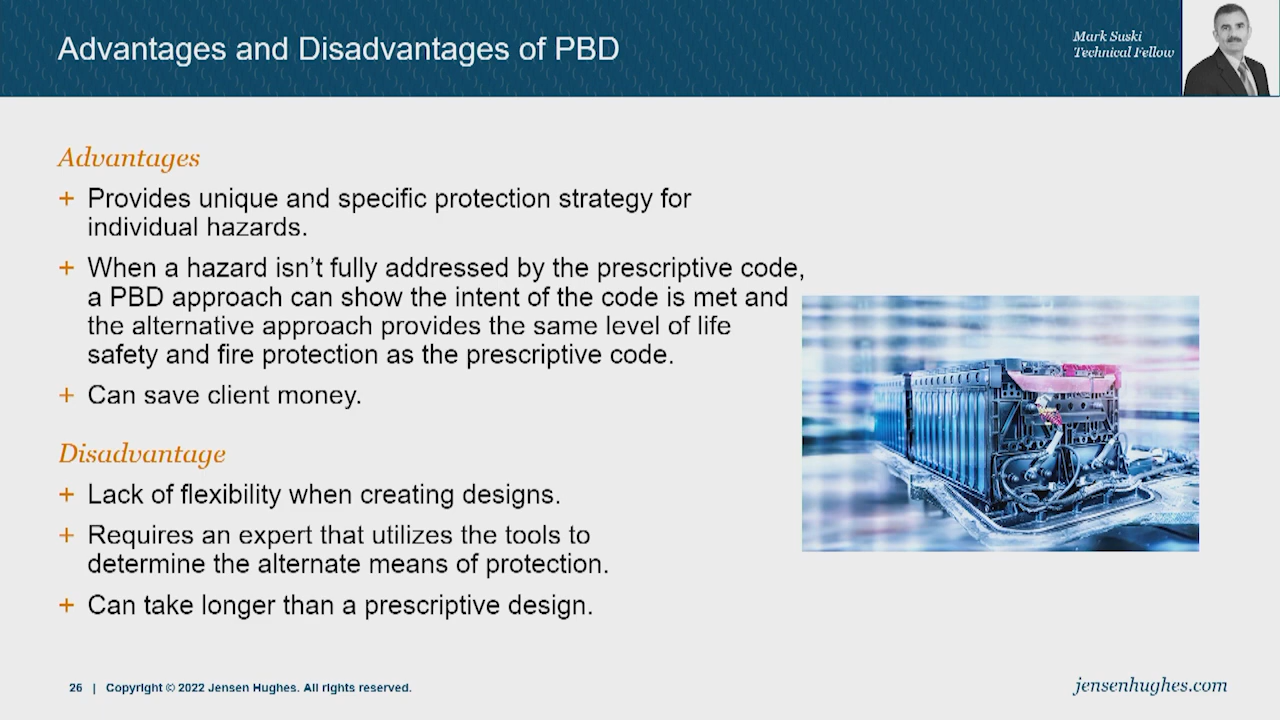 Advantages and Disadvantages of PBD
Mark Suski
Technical Fellow
Advantages
+ Provides unique and specific protection strategy for
individual hazards.
+ When a hazard isn't fully addressed by the prescriptive code,
a PBD approach can show the intent of the code is met and
the alternative approach provides the same level of life
safety and fire protection as the prescriptive code.
+ Can save client money.
Disadvantage
+ Lack of flexibility when creating designs.
+ Requires an expert that utilizes the tools to
determine the alternate means of protection.
+ Can take longer than a prescriptive design.
26 | Copyright © 2022 Jensen Hughes. All rights reserved.
jensenhughes.com